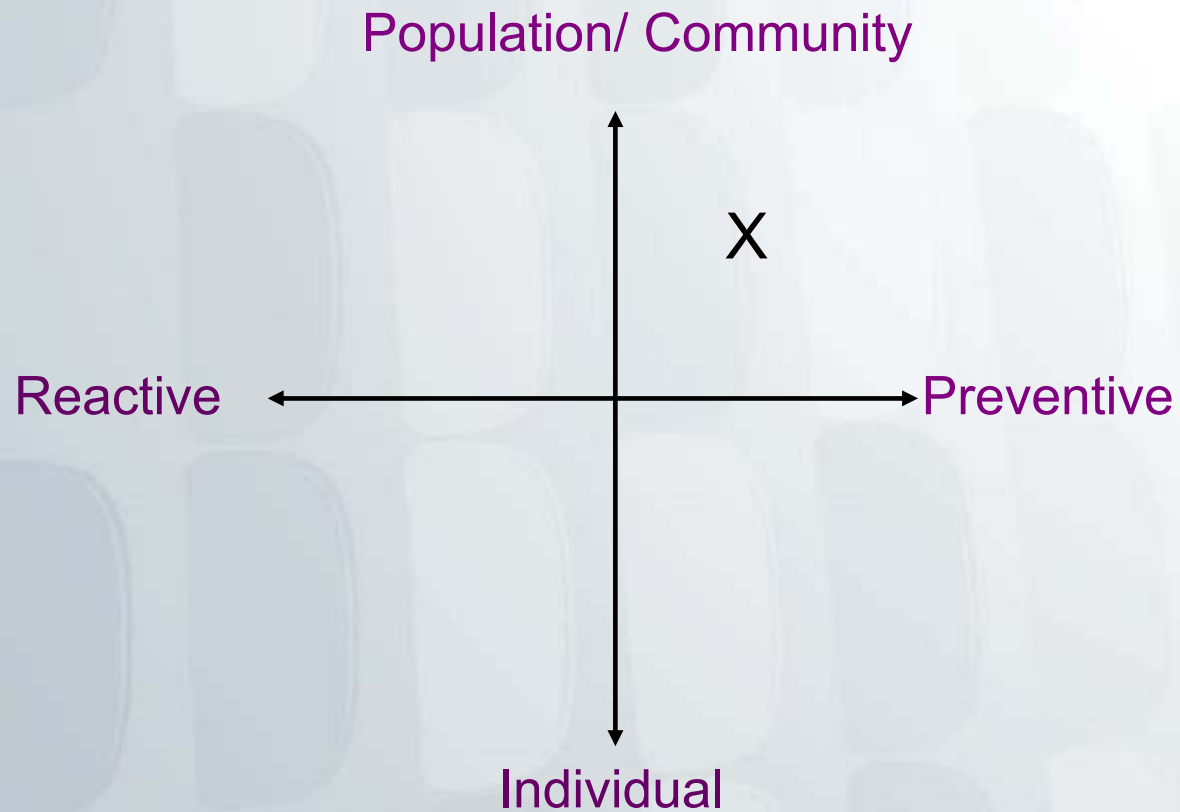 Population/ Community
X
Reactive
Preventive
Individual